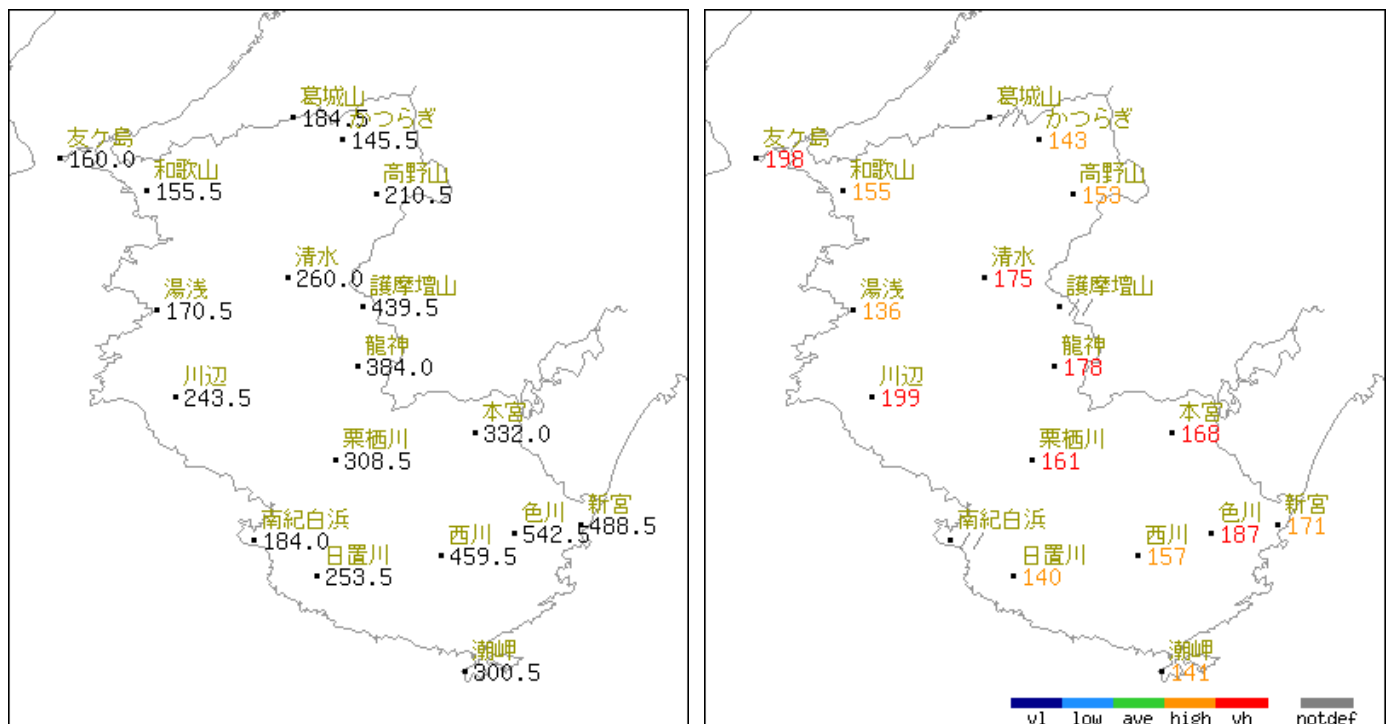 葛城山
184.5
かつらぎ
145.5
友ケ島
160.0
和歌山
155.5
高野山
210.5
清水
260.0
護摩壇山
439.5
湯浅
170.5
龍神
384.0
川辺
243.5
本宮
332.0
栗栖川
308.5
新宮
488.5
色川
542.5
南紀白浜
184.0
西川
459.5
日置川
253.5
潮岬
300.5
葛城山
//
かつらぎ
143
友ケ島
198
和歌山
155
高野山
153
清水
175
護摩壇山
//
湯浅
136
龍神
178
川辺
199
本宮
168
栗栖川
161
新宮
171
色川
187
南紀白浜
//
西川
157
日置川
140
潮岬
141
vl low ave high vh notdef